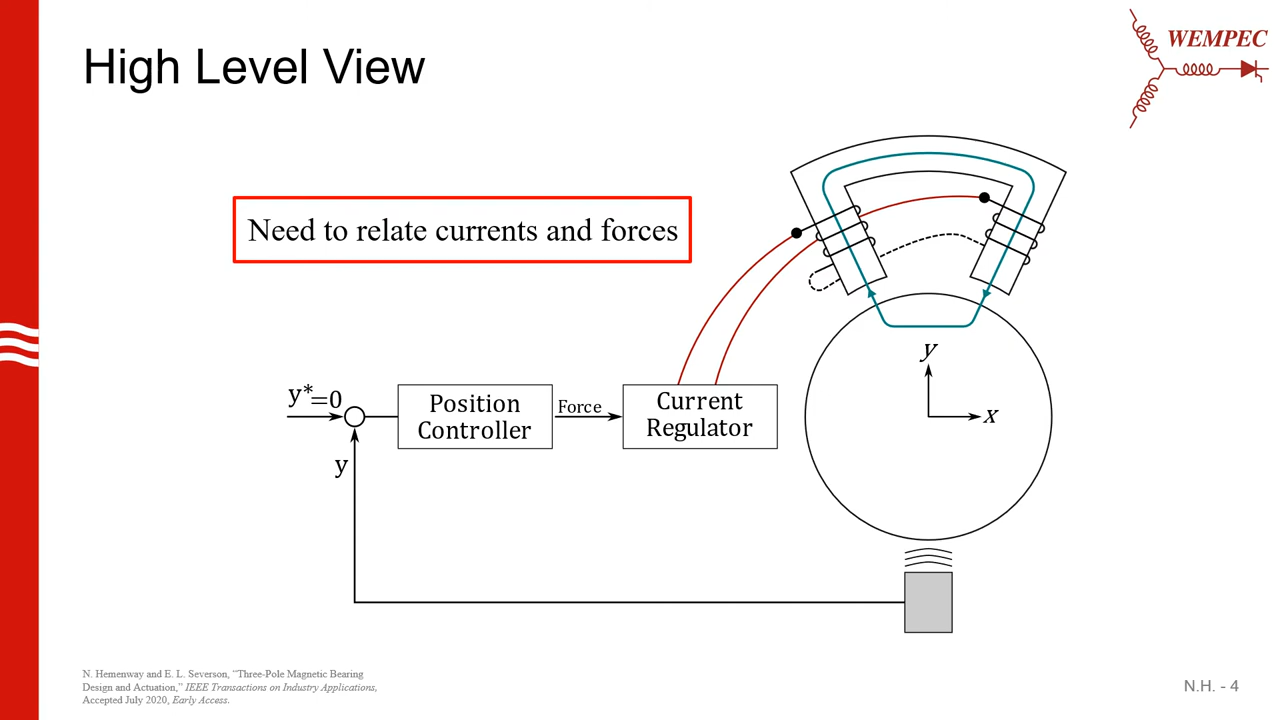 High Level View
WEMPEC
Need to relate currents and forces
y
x
y*=0
Position
Controller
Force
Current
Regulator
y
N. Hemenway and E. L. Severson, “Three-Pole Magnetic Bearing
Design and Actuation,” IEEE Transactions on Industry Applications,
Accepted July 2020, Early Access.
N.H. - 4